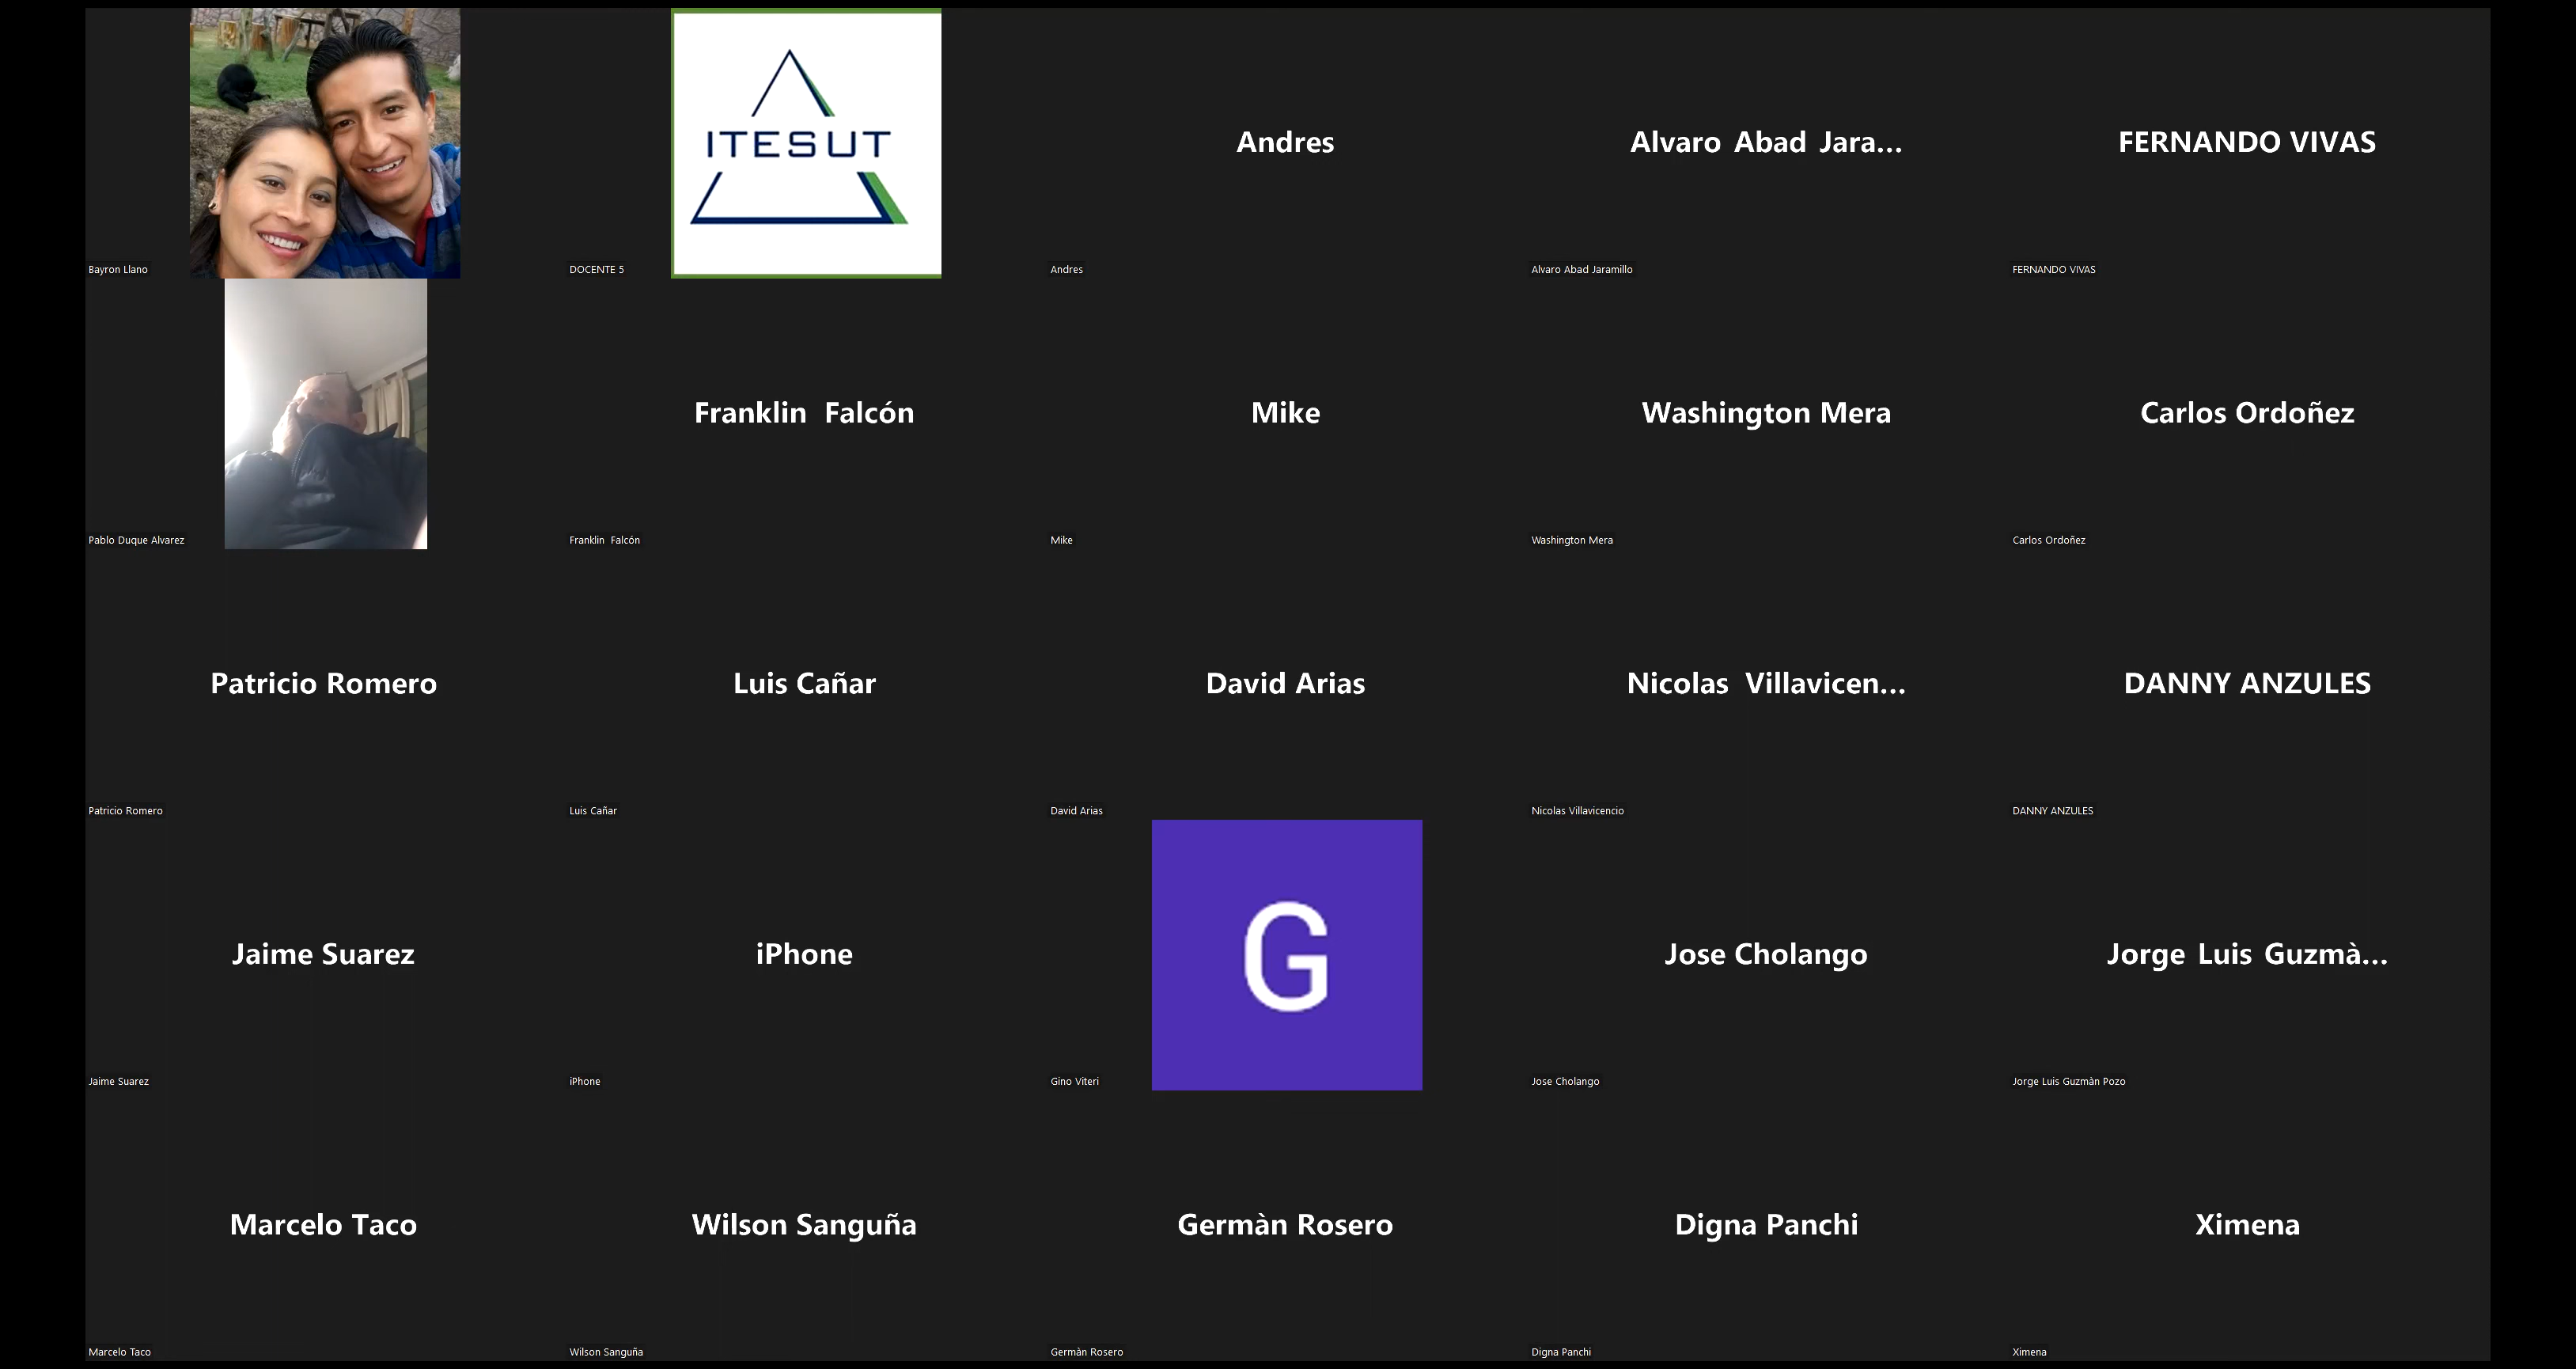 ITESUT
Andres
Alvaro Abad Jara...
FERNANDO VIVAS
Bayron Llano
DOCENTE 5
Andres
Alvaro Abad Jaramillo
FERNANDO VIVAS
Franklin Falcón
Mike
Washington Mera
Carlos Ordoñez
Pablo Duque Alvarez
Franklin Falcón
Mike
Washington Mera
Carlos Ordoñez
Patricio Romero
Luis Cañar
David Arias
Nicolas Villavicen...
DANNY ANZULES
Patricio Romero
Luis Cañar
David Arias
Nicolas Villavicencio
DANNY ANZULES
Jaime Suarez
iPhone
G
Jose Cholango
Jorge Luis Guzmà...
Jaime Suarez
iPhone
Gino Viteri
Jose Cholango
Jorge Luis Guzmàn Pozo
Marcelo Taco
Wilson Sanguña
Germàn Rosero
Digna Panchi
Ximena
Marcelo Taco
Wilson Sanguña
Germàn Rosero
Digna Panchi
Ximena